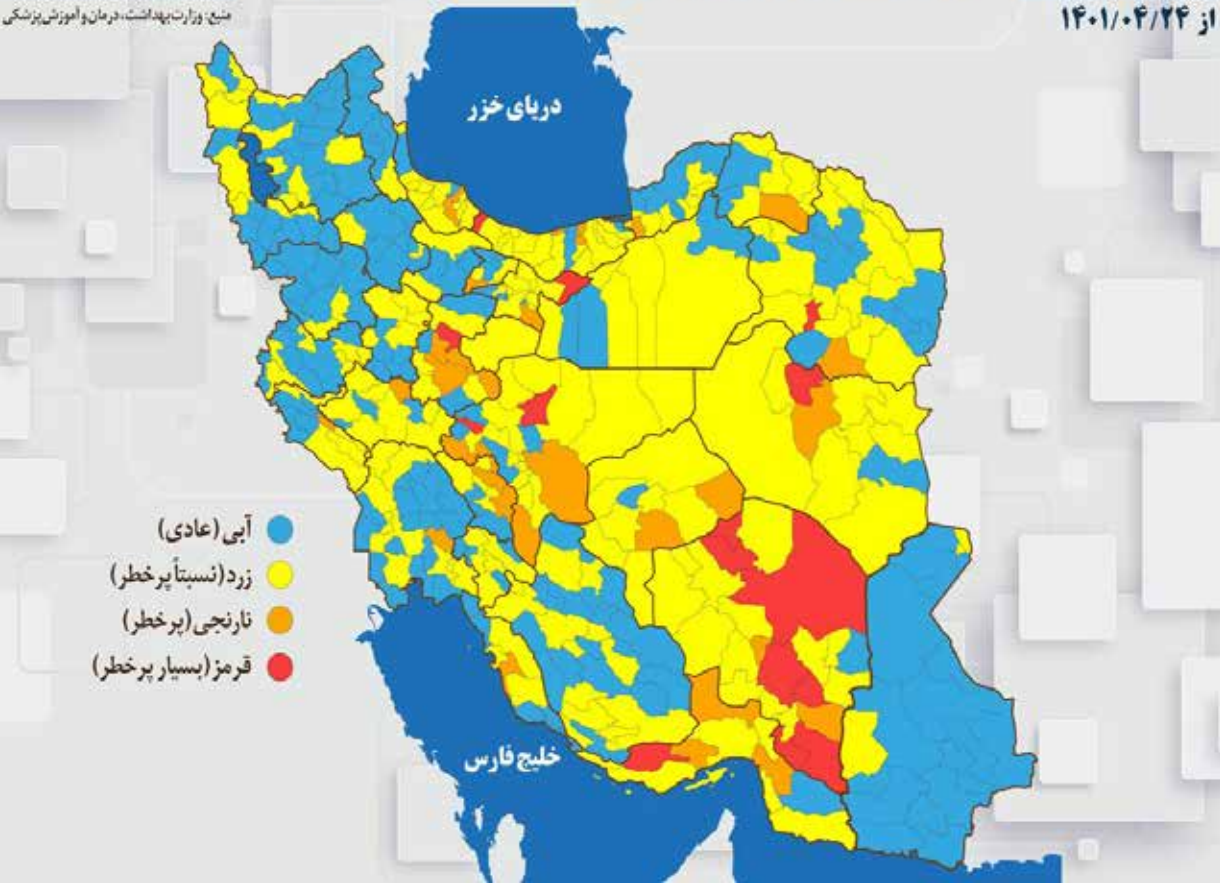 از ۱۴۰۱/۰۴/۲۴
منبع: وزارت بهداشت، درمان و آموزش پزشکی
دریای خزر
آبی (عادی)
زرد (نسبتاً پرخطر)
نارنجی (پرخطر)
قرمز (بسیار پرخطر)
خلیج فارس